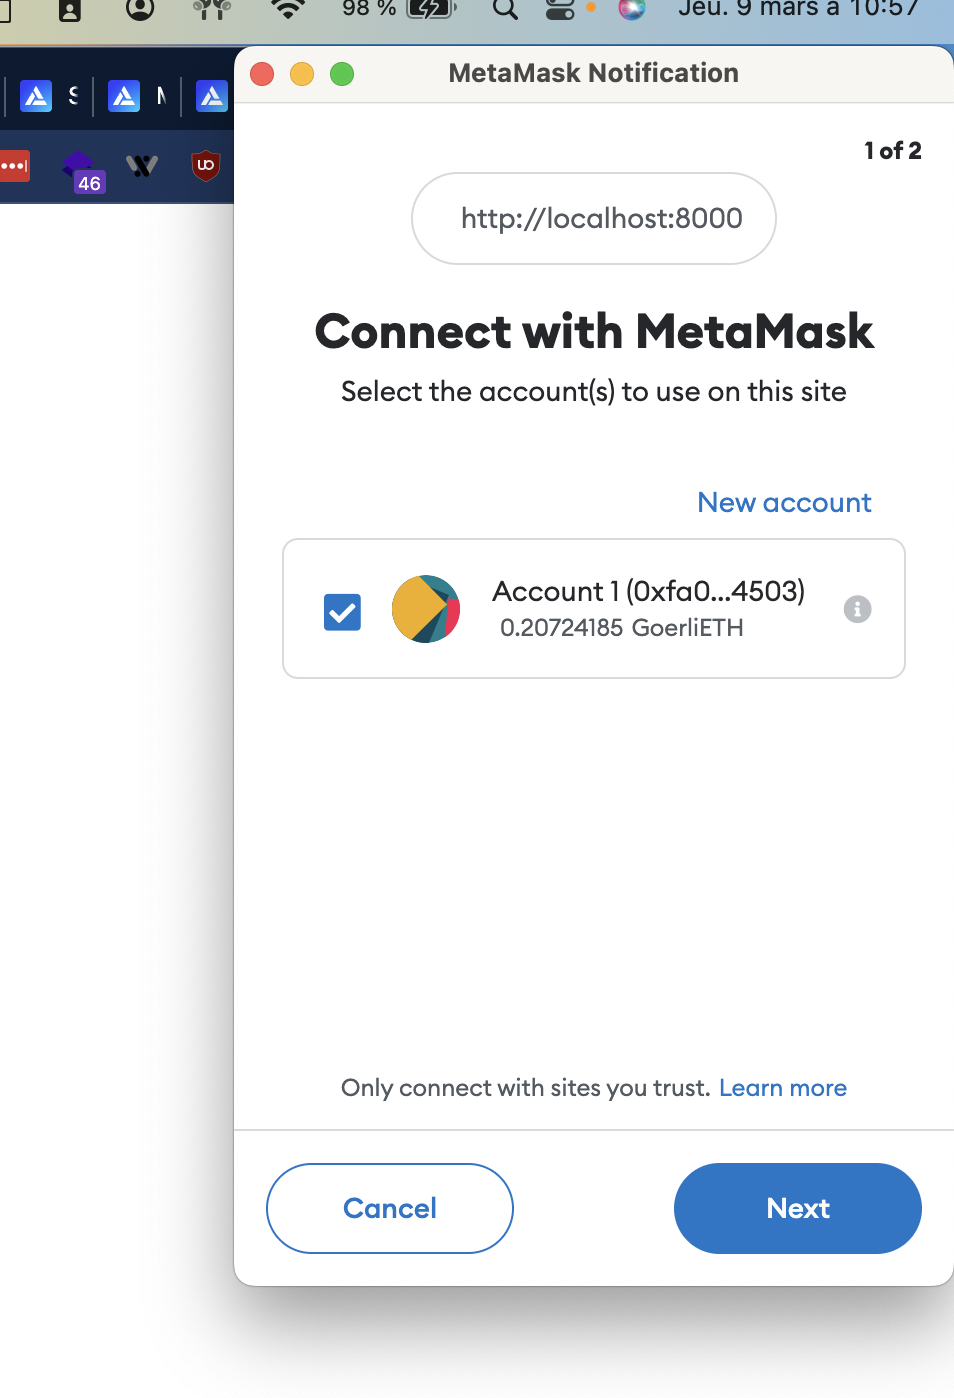 98 %
Jeu. 9 mars à 10:57
S
46
MetaMask Notification
1 of 2
http://localhost:8000
Connect with MetaMask
Select the account(s) to use on this site
New account
Account 1 (0xfa0...4503)
0.20724185 GoerliETH
Only connect with sites you trust. Learn more
Cancel
Next